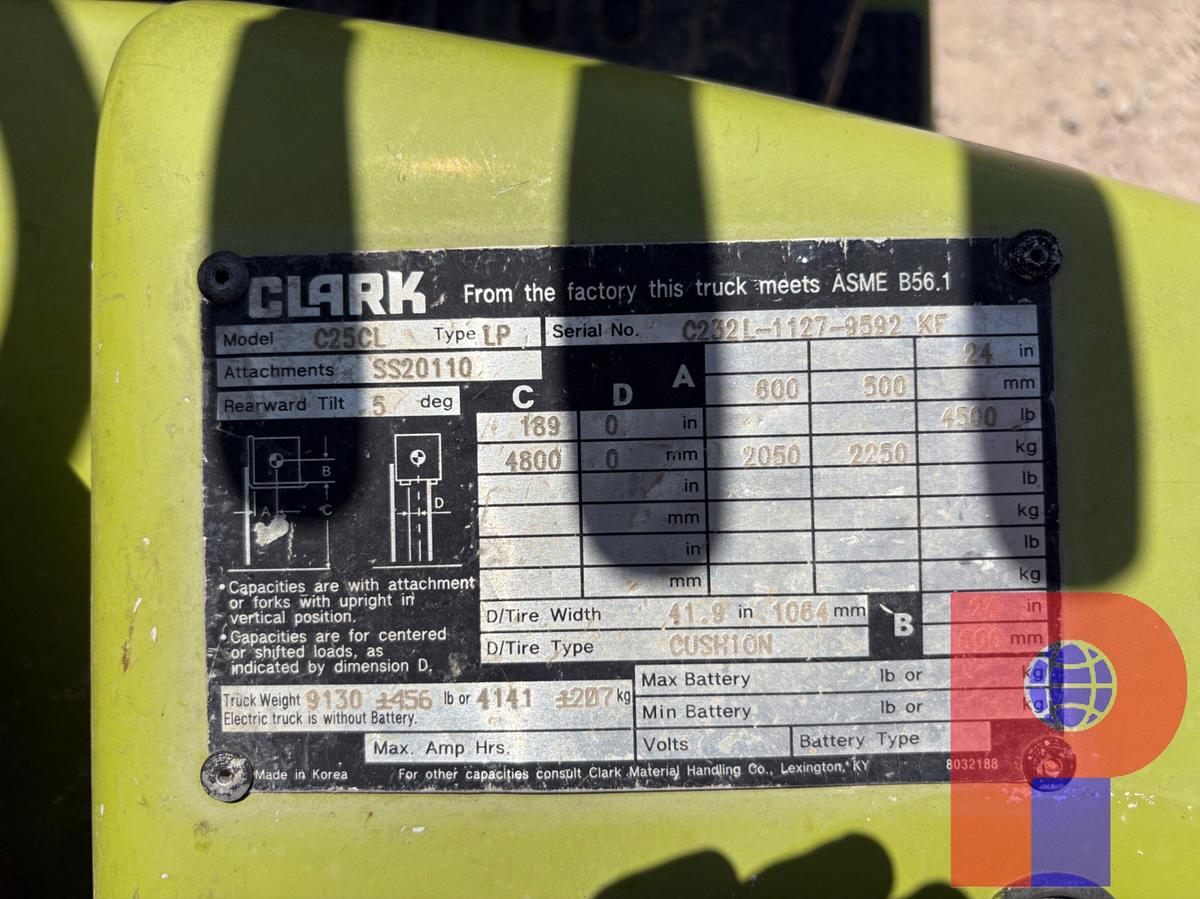 CLARK From the factory this truck meets ASME B56.1
Model C25CL Type LP Serial No. C232L-1127-9592 KF
Attachments SS20110
Rearward Tilt 5 deg
C D A
24 in
600 500 mm
189 0 in 4500 lb
4800 0 mm 2050 2250 kg
in lb
mm kg
in lb
mm kg
B
A C
D
• Capacities are with attachment
or forks with upright in
vertical position.
• Capacities are for centered
or shifted loads, as
indicated by dimension D.
D/Tire Width 41.9 in 1064 mm B 24 in
D/Tire Type CUSHION 600 mm
Truck Weight 9130 ±456 lb or 4141 ±207 kg
Electric truck is without Battery.
Max Battery lb or kg
Min Battery lb or kg
Max. Amp Hrs. Volts Battery Type
Made in Korea For other capacities consult Clark Material Handling Co., Lexington, KY 8032188